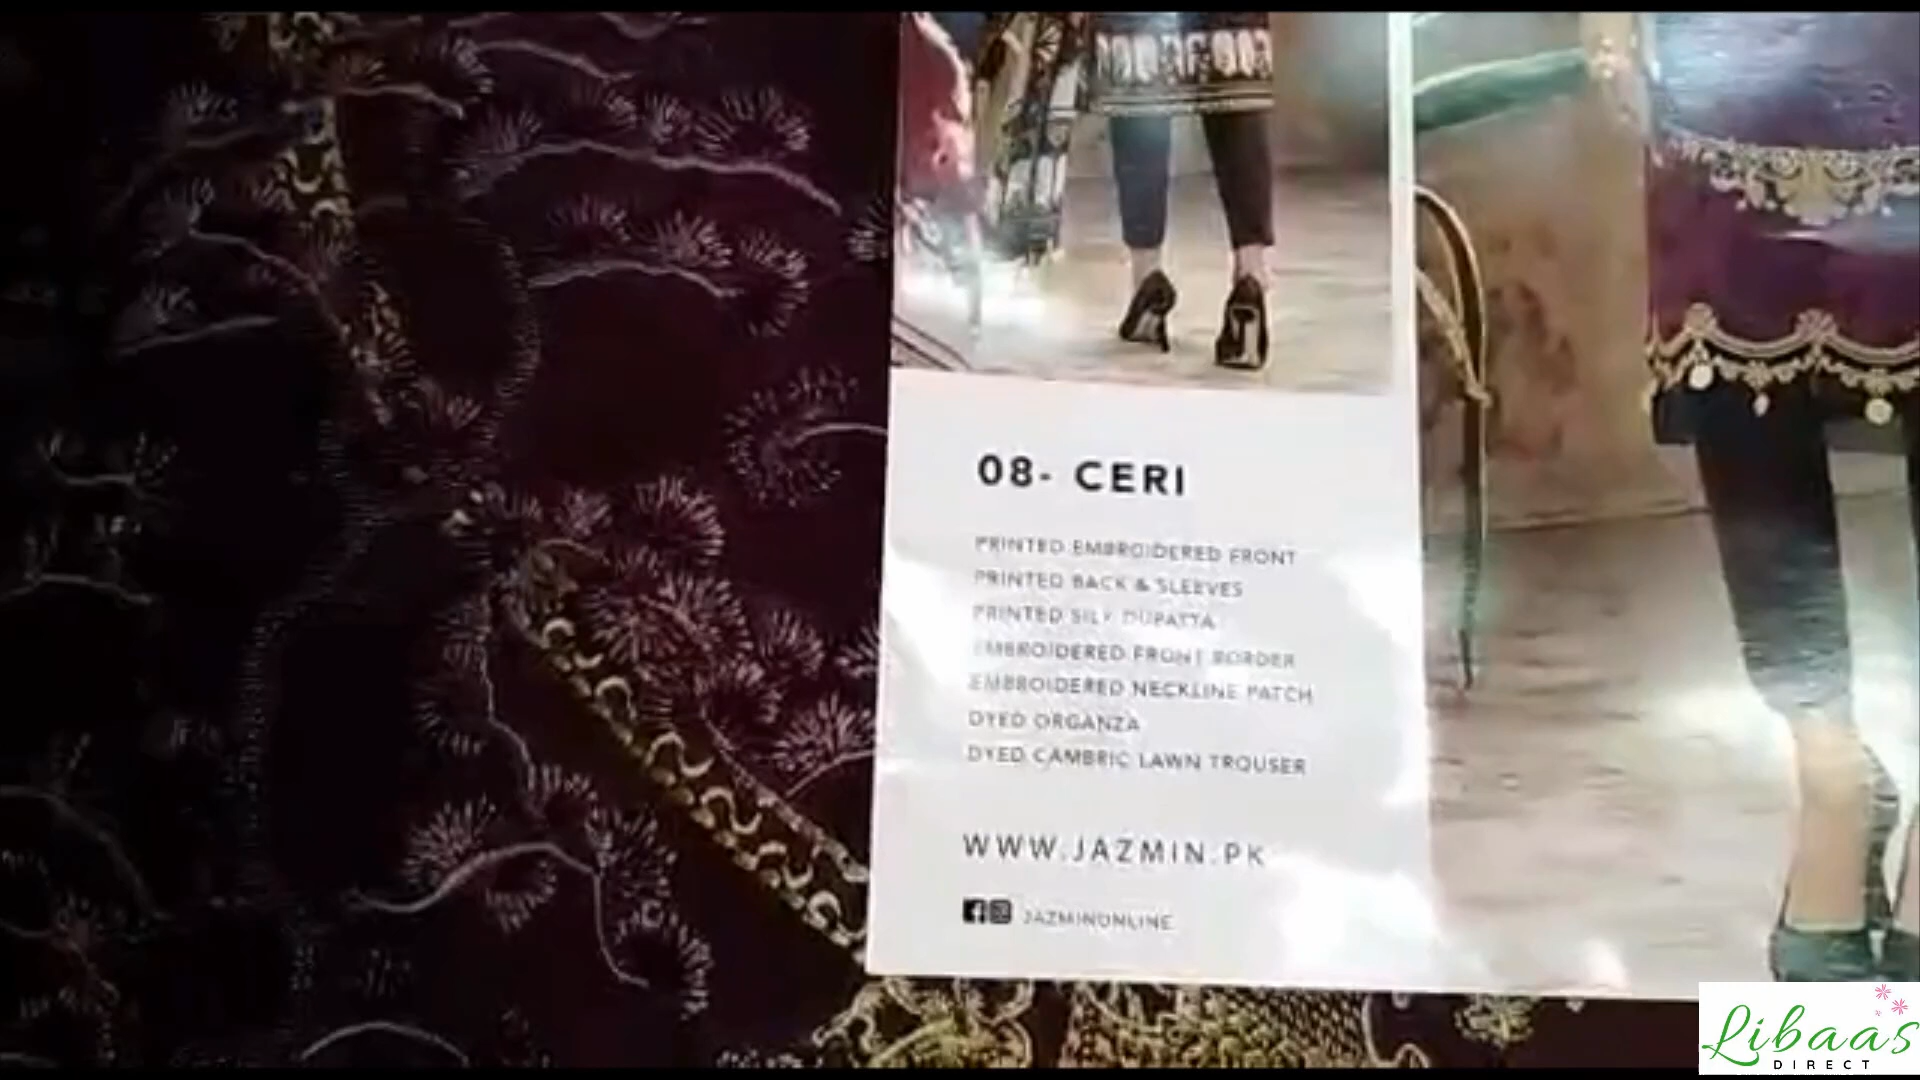 08- CERI
PRINTED EMBROIDERED FRONT
PRINTED BACK & SLEEVES
PRINTED SILK DUPATTA
EMBROIDERED FRONT BORDER
EMBROIDERED NECKLINE PATCH
DYED ORGANZA
DYED CAMBRIC LAWN TROUSER
WWW.JAZMIN.PK
JAZMINONLINE
Libaas
DIRECT